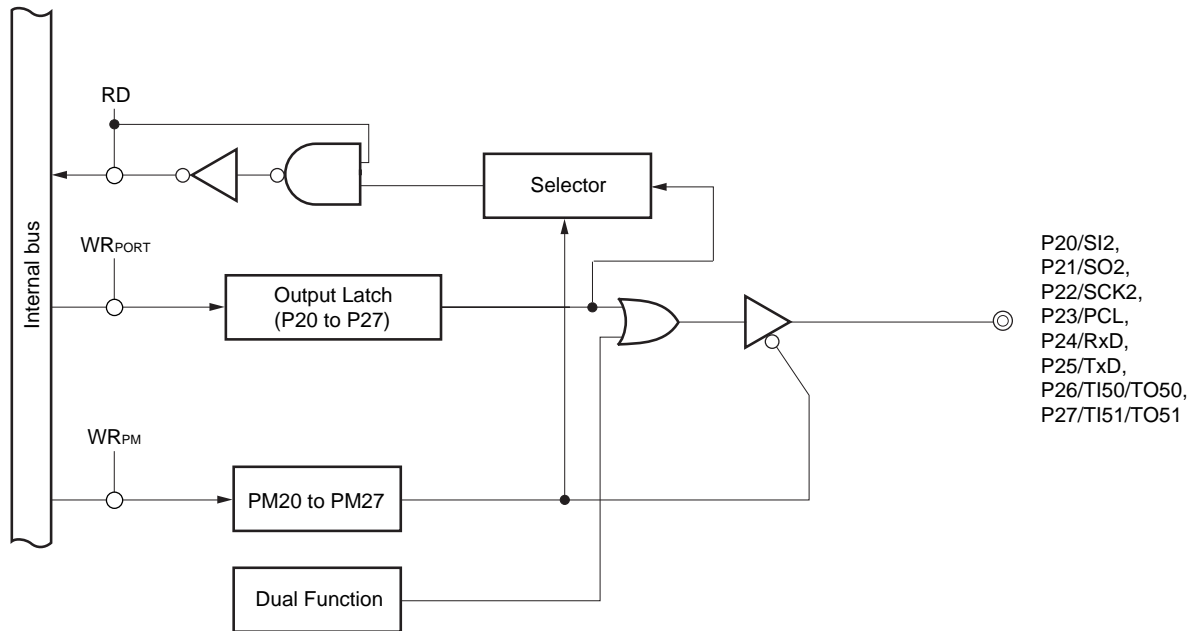 RD
Selector
Internal bus
WRPORT
Output Latch
(P20 to P27)
P20/SI2,
P21/SO2,
P22/SCK2,
P23/PCL,
P24/RxD,
P25/TxD,
P26/TI50/TO50,
P27/TI51/TO51
WRPM
PM20 to PM27
Dual Function